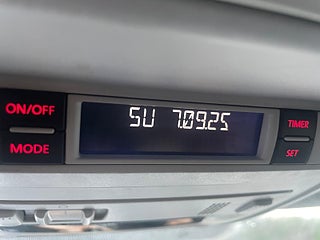 ON/OFF
MODE
SU 7.09.25
TIMER
SET